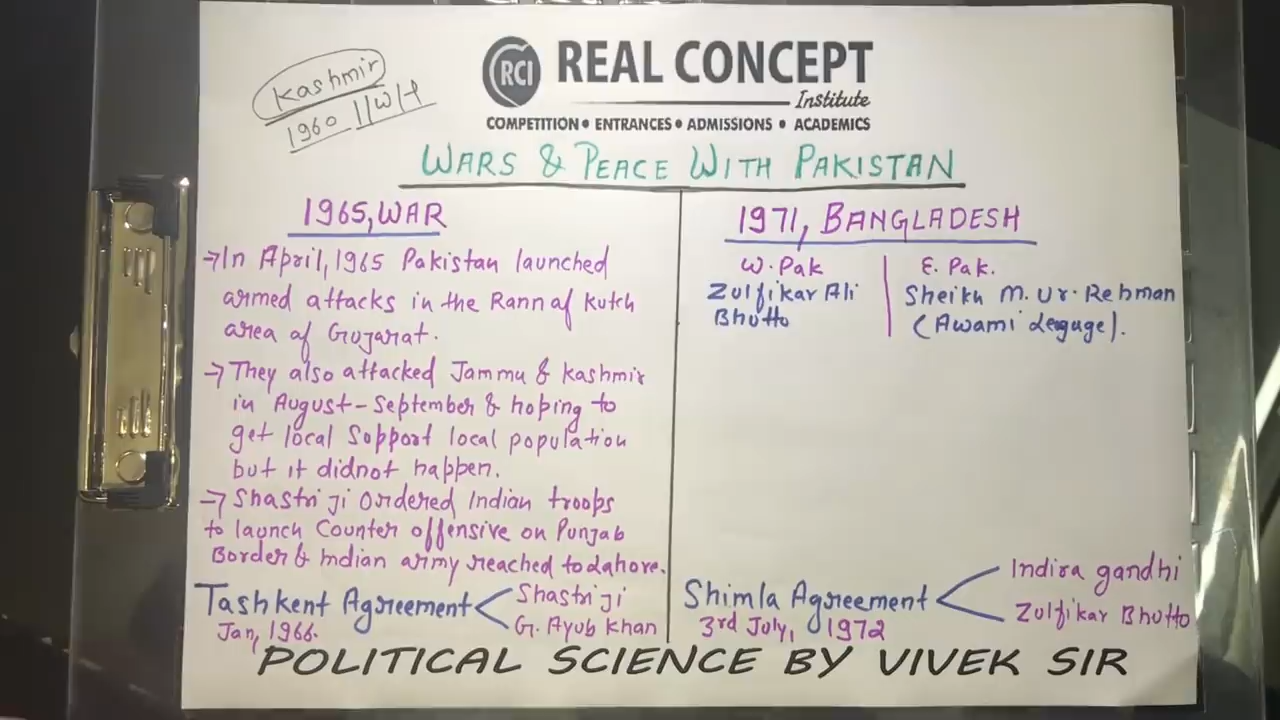 Kashmir
1960 IWT
RCI
REAL CONCEPT
Institute
COMPETITION • ENTRANCES • ADMISSIONS • ACADEMICS
WARS & PEACE WITH PAKISTAN
1965, WAR
→In April, 1965 Pakistan launched
armed attacks in the Rann of Kutch
area of Gujarat.
→They also attacked Jammu & Kashmir
in August-September & hoping to
get local Support local population
but it didnot happen.
→Shastri ji Ordered Indian troops
to launch Counter offensive on Punjab
Border & Indian army reached to Lahore.
Tashkent Agreement
Shastri ji
G. Ayub Khan
Jan, 1966.
1971, BANGLADESH
W. Pak
Zulfikar Ali
Bhutto
E. Pak.
Sheikh M. Ur. Rehman
(Awami Leguge).
Shimla Agreement
Indira gandhi
Zulfikar Bhutto
3rd July, 1972
POLITICAL SCIENCE BY VIVEK SIR